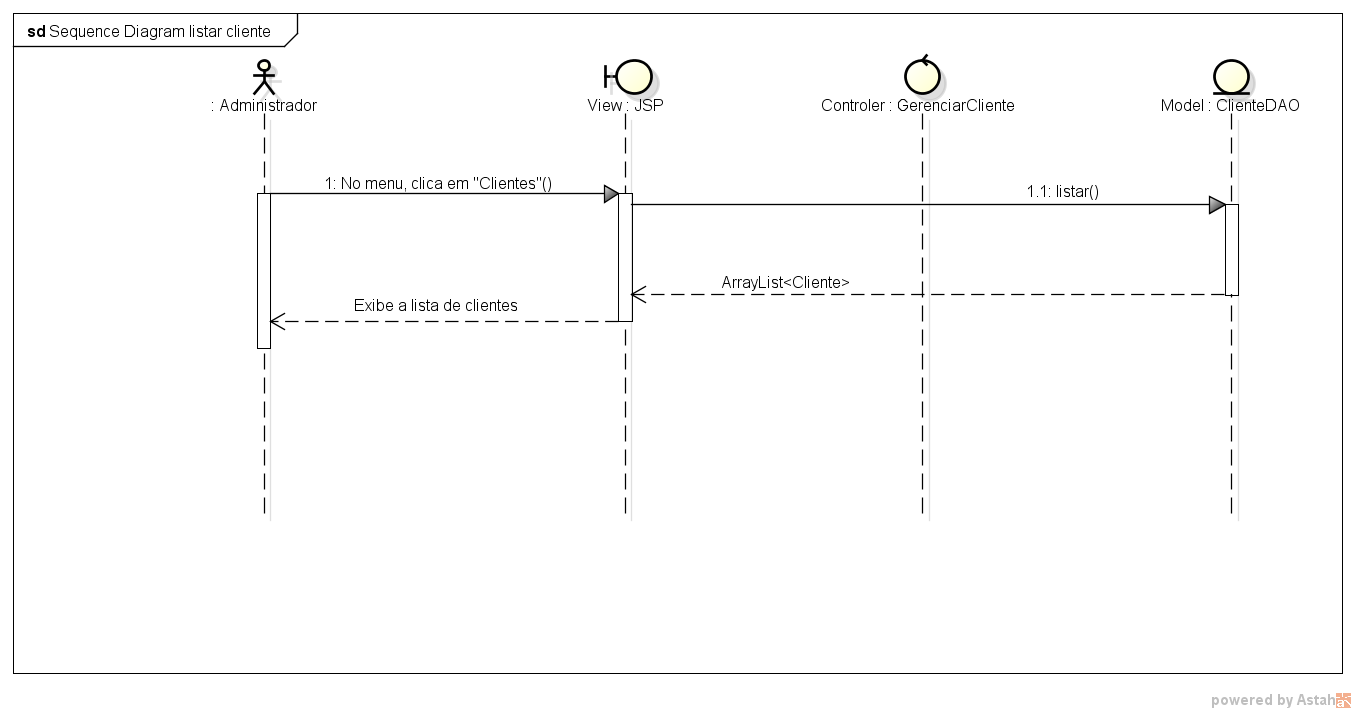 sd Sequence Diagram listar cliente
: Administrador
View : JSP
Controler : GerenciarCliente
Model : ClienteDAO
1: No menu, clica em "Clientes"()
1.1: listar()
ArrayList<Cliente>
Exibe a lista de clientes
powered by Astah